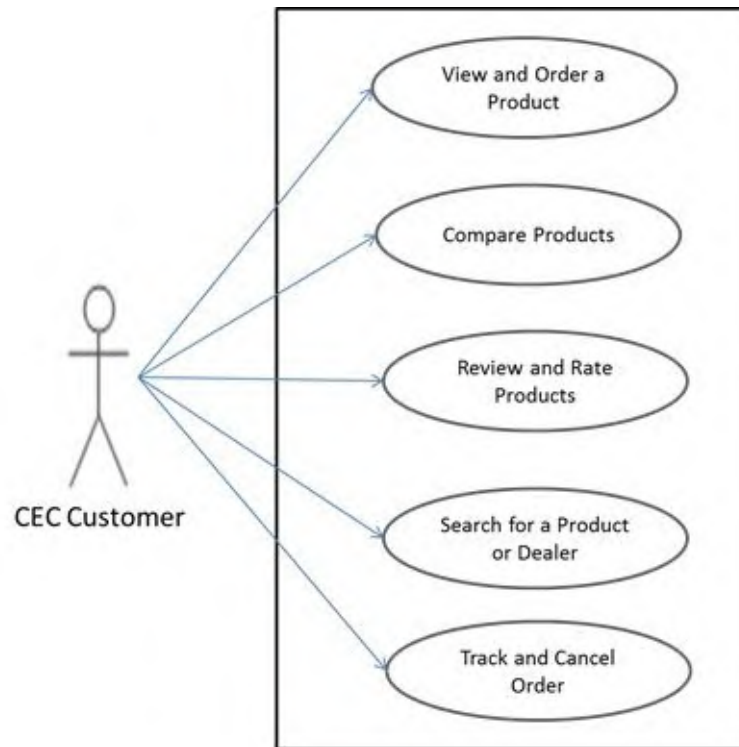 View and Order a
Product
Compare Products
Review and Rate
Products
CEC Customer
Search for a Product
or Dealer
Track and Cancel
Order